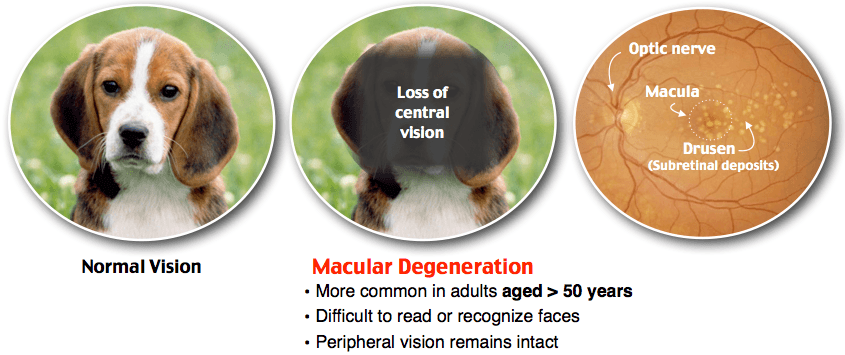 Loss of
central
vision
Optic nerve
Macula
Drusen
(Subretinal deposits)
Normal Vision
Macular Degeneration
• More common in adults aged > 50 years
• Difficult to read or recognize faces
• Peripheral vision remains intact